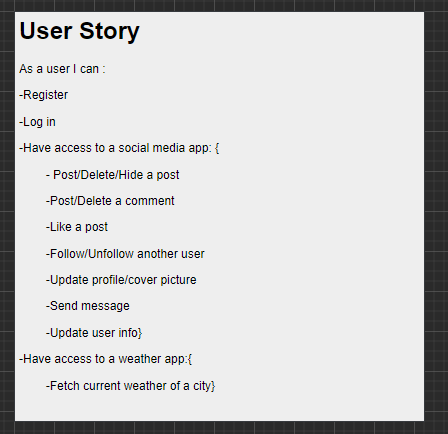 User Story
As a user I can :
-Register
-Log in
-Have access to a social media app: {
- Post/Delete/Hide a post
-Post/Delete a comment
-Like a post
-Follow/Unfollow another user
-Update profile/cover picture
-Send message
-Update user info}
-Have access to a weather app:{
-Fetch current weather of a city}